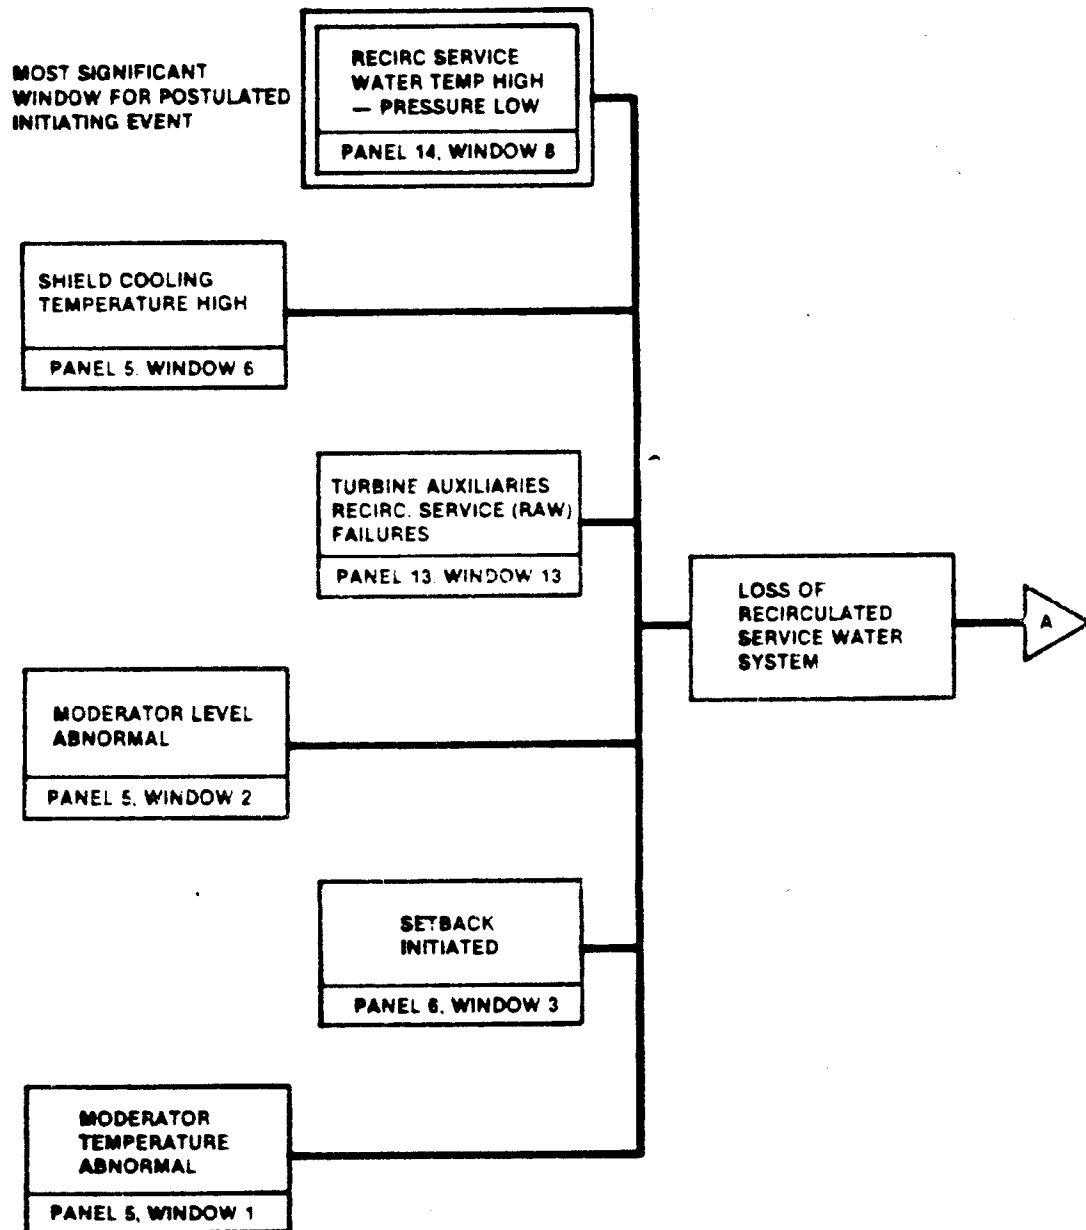 MOST SIGNIFICANT
WINDOW FOR POSTULATED
INITIATING EVENT
RECIRC SERVICE
WATER TEMP HIGH
— PRESSURE LOW
PANEL 14, WINDOW 8
SHIELD COOLING
TEMPERATURE HIGH
PANEL 5. WINDOW 6
TURBINE AUXILIARIES
RECIRC. SERVICE (RAW)
FAILURES
PANEL 13. WINDOW 13
LOSS OF
RECIRCULATED
SERVICE WATER
SYSTEM
A
MODERATOR LEVEL
ABNORMAL
PANEL 5, WINDOW 2
SETBACK
INITIATED
PANEL 6, WINDOW 3
MODERATOR
TEMPERATURE
ABNORMAL
PANEL 5, WINDOW 1